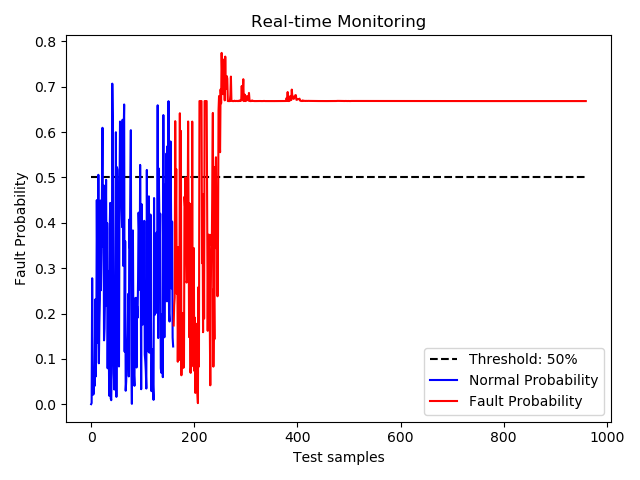 Real-time Monitoring
0.8
0.7
0.6
0.5
0.4
0.3
0.2
0.1
0.0
Fault Probability
Threshold: 50%
Normal Probability
Fault Probability
0 200 400 600 800 1000
Test samples